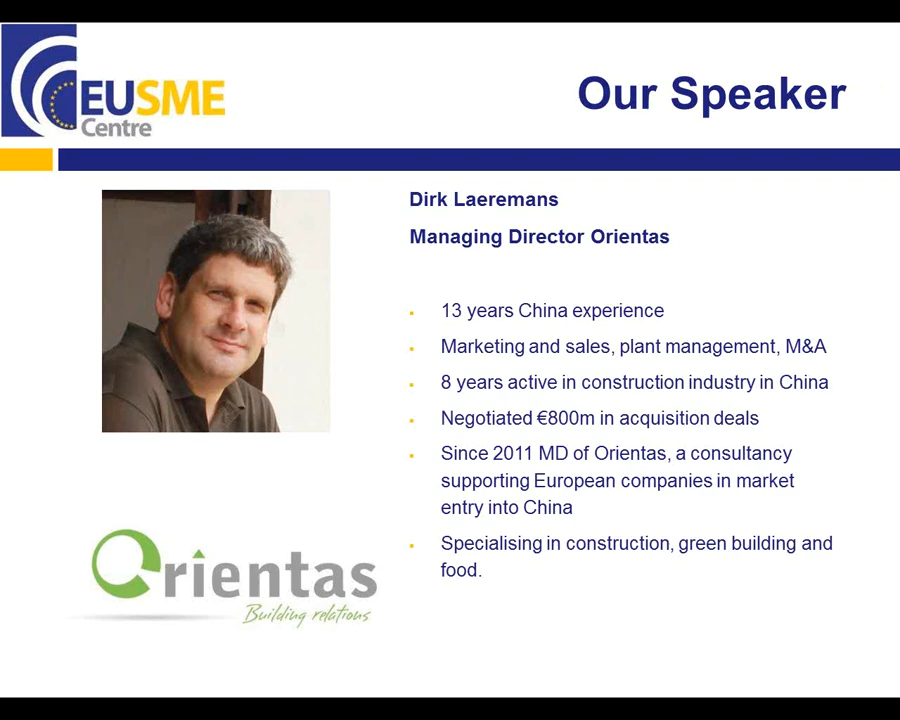 EUSME
Centre
Our Speaker
Dirk Laeremans
Managing Director Orientas
• 13 years China experience
• Marketing and sales, plant management, M&A
• 8 years active in construction industry in China
• Negotiated €800m in acquisition deals
• Since 2011 MD of Orientas, a consultancy
supporting European companies in market
entry into China
• Specialising in construction, green building and
food.
Orientas
Building relations